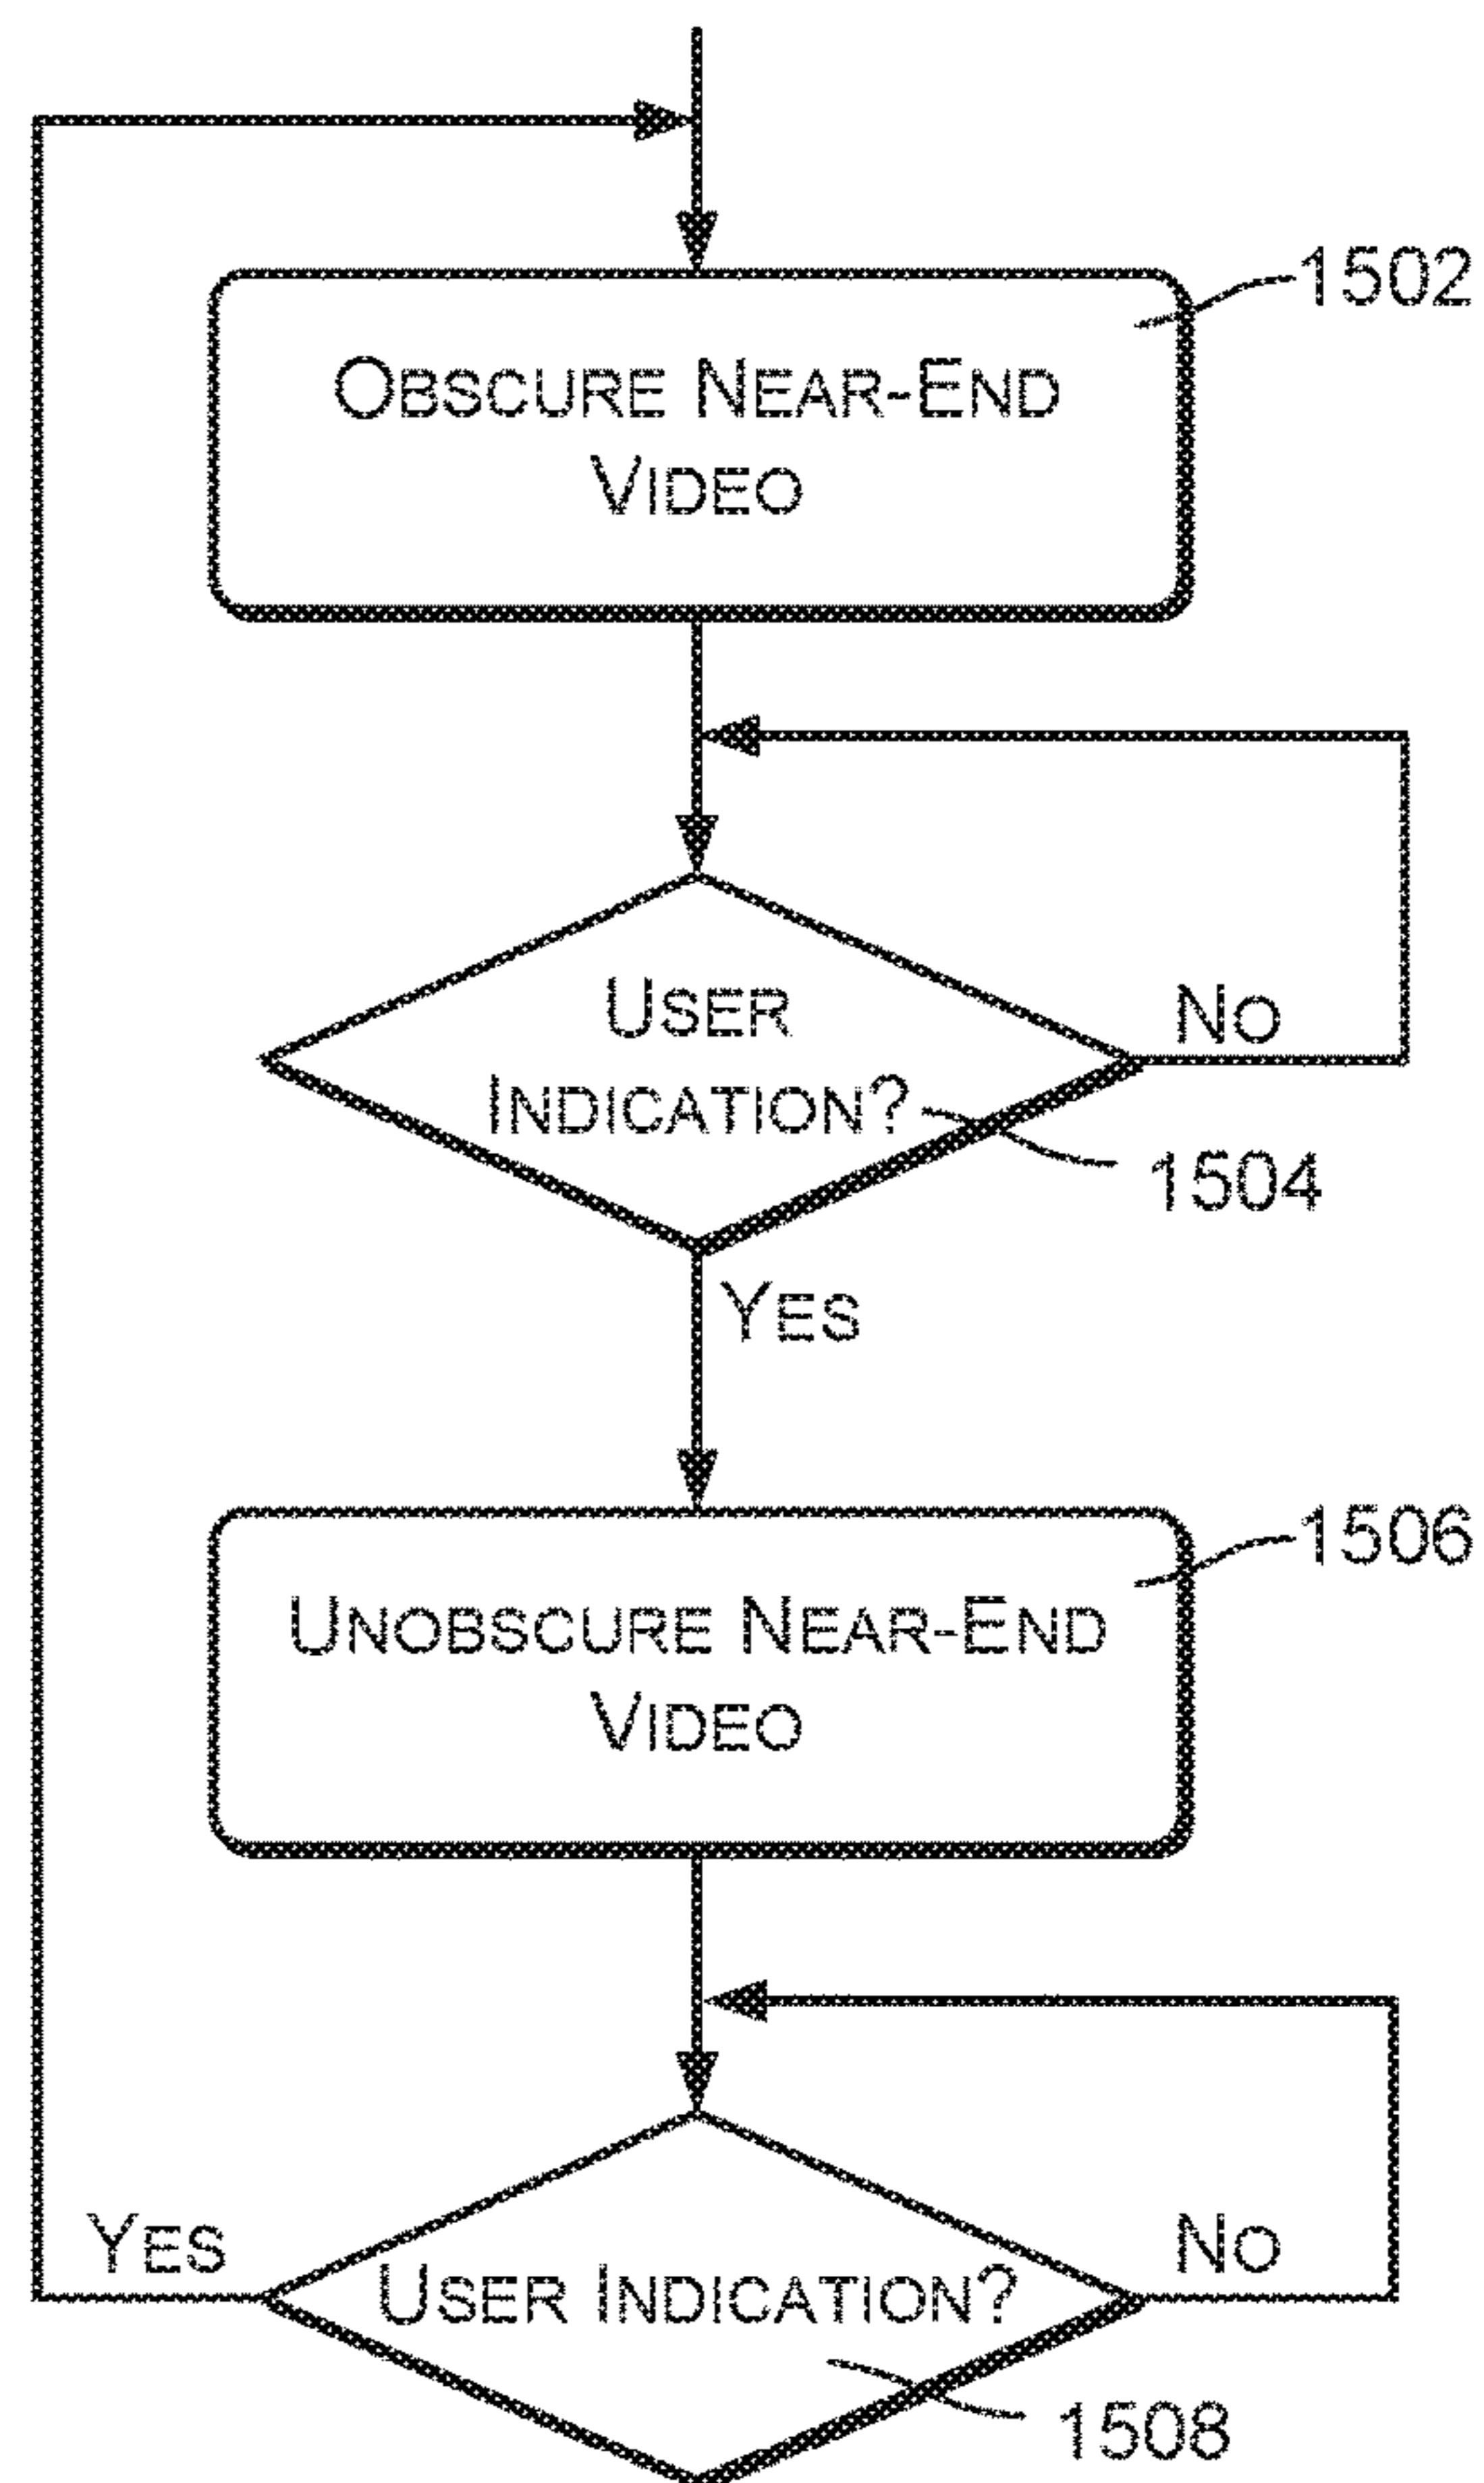 1502
OBSCURE NEAR-END
VIDEO
USER
INDICATION?
NO
1504
YES
1506
UNOBSCURE NEAR-END
VIDEO
YES
USER INDICATION?
NO
1508